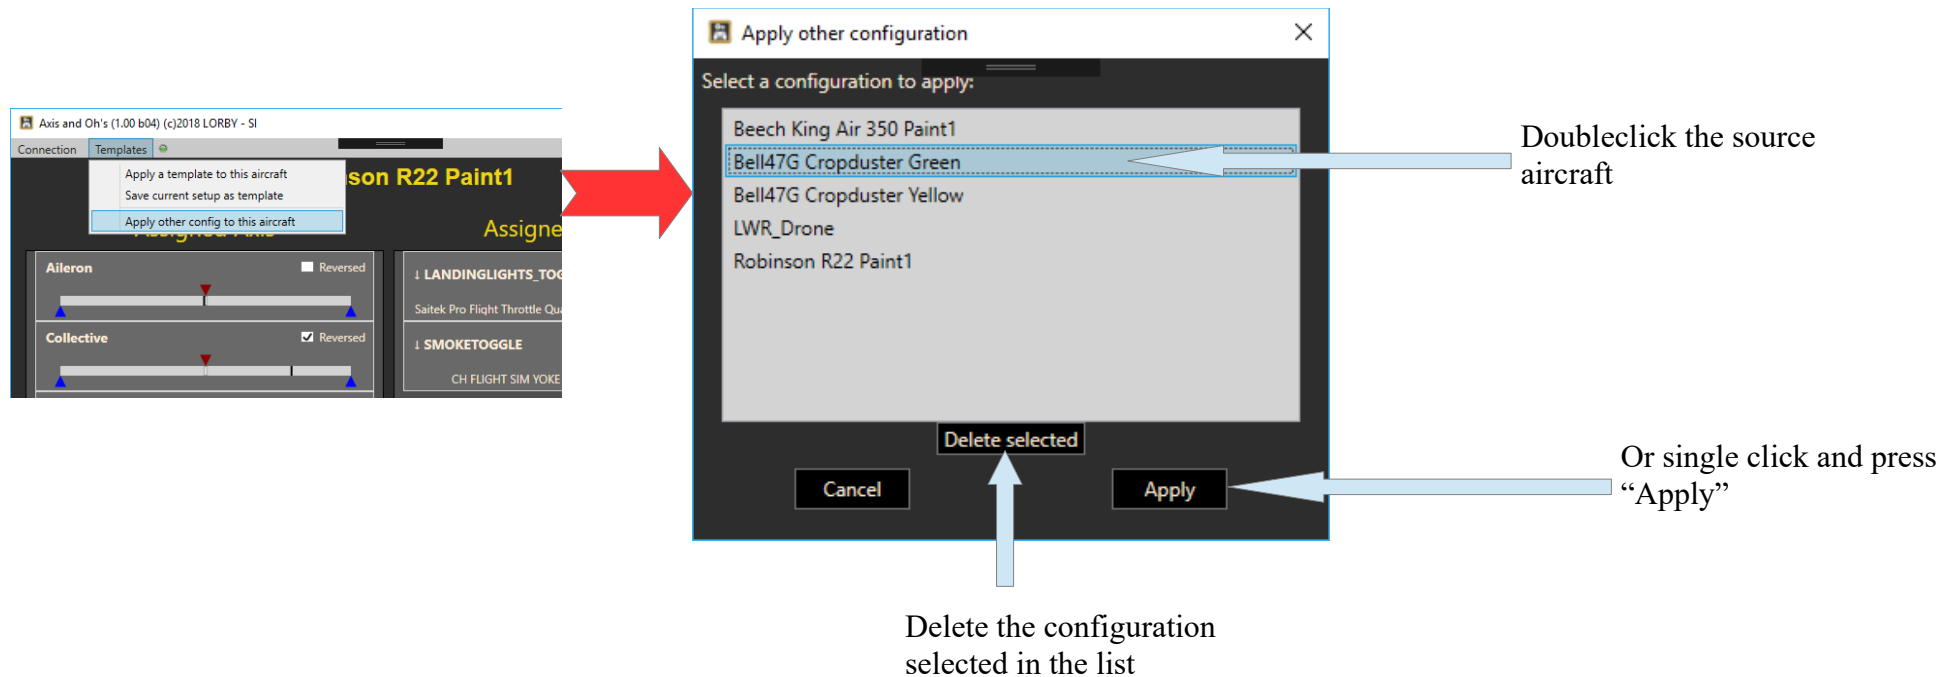 Axis and Oh's (1.00 b04) (c)2018 LORBY - SI
Connection Templates
Apply a template to this aircraft
Save current setup as template
Apply other config to this aircraft
son R22 Paint1
Assigned Axis
Assigne
Aileron
Reversed
Collective
Reversed
↓ LANDINGLIGHTS_TOG
Saitek Pro Flight Throttle Qua
↓ SMOKETOGGLE
CH FLIGHT SIM YOKE
Apply other configuration
Select a configuration to apply:
Beech King Air 350 Paint1
Bell47G Cropduster Green
Bell47G Cropduster Yellow
LWR_Drone
Robinson R22 Paint1
Delete selected
Cancel
Apply
Doubleclick the source
aircraft
Or single click and press
“Apply”
Delete the configuration
selected in the list